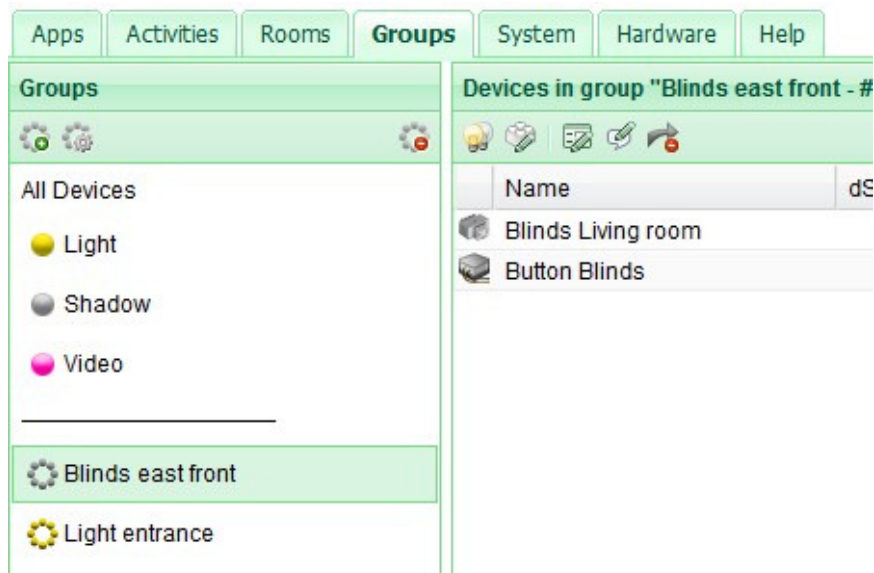 Apps Activities Rooms Groups System Hardware Help
Groups
All Devices
Light
Shadow
Video
Blinds east front
Light entrance
Devices in group "Blinds east front - #
Name dS
Blinds Living room
Button Blinds